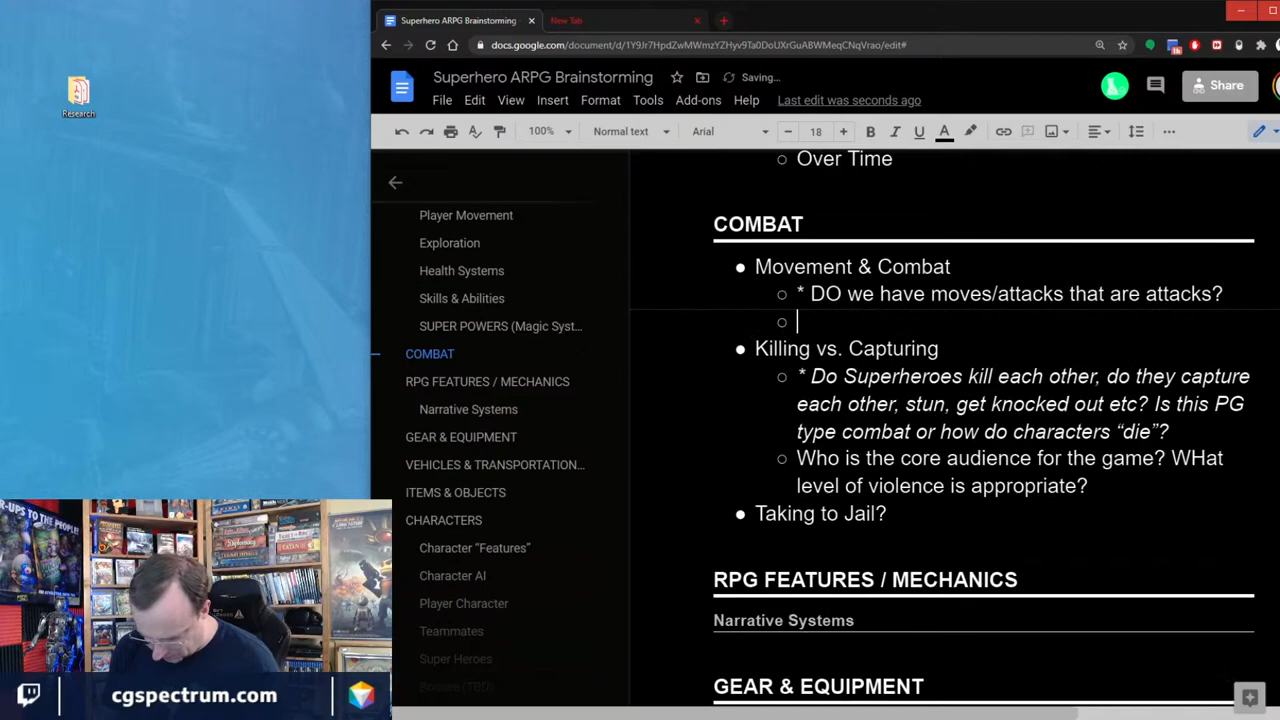 Superhero ARPG Brainstorming
New Tab
docs.google.com/document/d/1Y9Jr7HpdZwMWmzYZHyv9Ta0DoUXrGuABWMeqCNqVrao/edit#
Research
Superhero ARPG Brainstorming
Saving...
File Edit View Insert Format Tools Add-ons Help Last edit was seconds ago
Share
100% Normal text Arial 18 B I U A
Player Movement
Exploration
Health Systems
Skills & Abilities
SUPER POWERS (Magic Syst...
COMBAT
RPG FEATURES / MECHANICS
Narrative Systems
GEAR & EQUIPMENT
VEHICLES & TRANSPORTATION...
ITEMS & OBJECTS
CHARACTERS
Character “Features”
Character AI
Player Character
Teammates
Super Heroes
Over Time
COMBAT
Movement & Combat
* DO we have moves/attacks that are attacks?
Killing vs. Capturing
* Do Superheroes kill each other, do they capture
each other, stun, get knocked out etc? Is this PG
type combat or how do characters “die”?
Who is the core audience for the game? WHat
level of violence is appropriate?
Taking to Jail?
RPG FEATURES / MECHANICS
Narrative Systems
GEAR & EQUIPMENT
cgspectrum.com